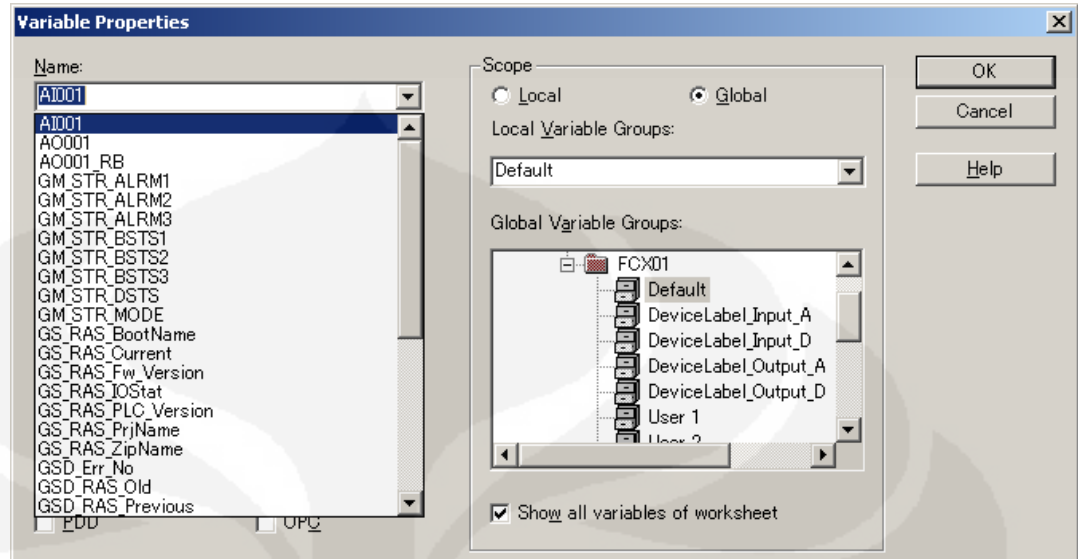 Variable Properties
Name:
AI001
AI001
AO001
AO001_RB
GM_STR_ALRM1
GM_STR_ALRM2
GM_STR_ALRM3
GM_STR_BSTS1
GM_STR_BSTS2
GM_STR_BSTS3
GM_STR_DSTS
GM_STR_MODE
GS_RAS_BootName
GS_RAS_Current
GS_RAS_Fw_Version
GS_RAS_IOStat
GS_RAS_PLC_Version
GS_RAS_PrjName
GS_RAS_ZipName
GSD_Err_No
GSD_RAS_Old
GSD_RAS_Previous
PDD
OPC
Scope
Local
Global
Local Variable Groups:
Default
Global Variable Groups:
FCX01
Default
DeviceLabel_Input_A
DeviceLabel_Input_D
DeviceLabel_Output_A
DeviceLabel_Output_D
User 1
User 2
Show all variables of worksheet
OK
Cancel
Help